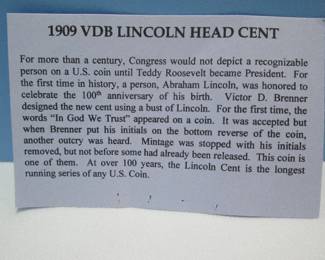 1909 VDB LINCOLN HEAD CENT
For more than a century, Congress would not depict a recognizable
person on a U.S. coin until Teddy Roosevelt became President. For
the first time in history, a person, Abraham Lincoln, was honored to
celebrate the 100th anniversary of his birth. Victor D. Brenner
designed the new cent using a bust of Lincoln. For the first time, the
words “In God We Trust” appeared on a coin. It was accepted but
when Brenner put his initials on the bottom reverse of the coin,
another outcry was heard. Mintage was stopped with his initials
removed, but not before some had already been released. This coin is
one of them. At over 100 years, the Lincoln Cent is the longest
running series of any U.S. Coin.